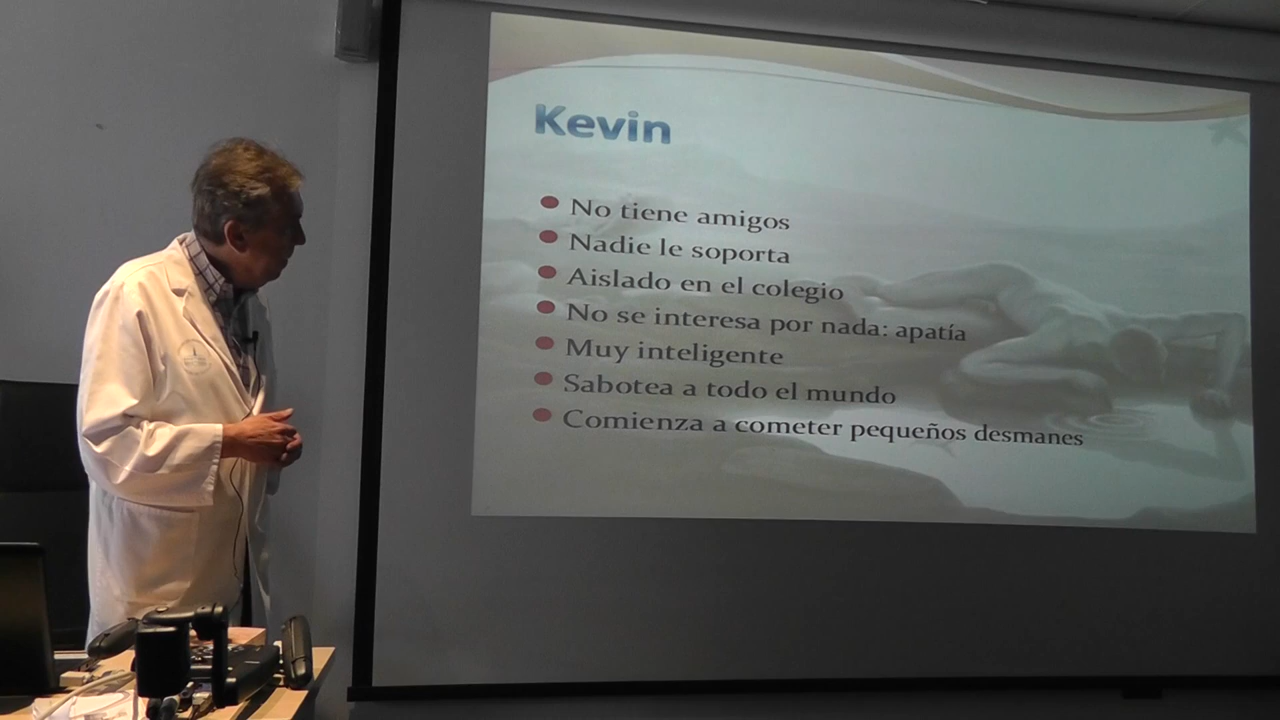 Kevin
No tiene amigos
Nadie le soporta
Aislado en el colegio
No se interesa por nada: apatía
Muy inteligente
Sabotea a todo el mundo
Comienza a cometer pequeños desmanes